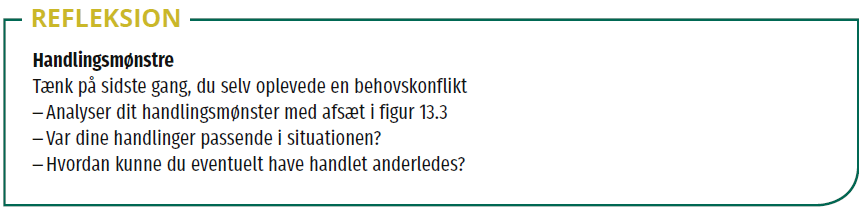 REFLEKSION
Handlingsmønstre
Tænk på sidste gang, du selv oplevede en behovskonflikt
– Analyser dit handlingsmønster med afsæt i figur 13.3
– Var dine handlinger passende i situationen?
– Hvordan kunne du eventuelt have handlet anderledes?